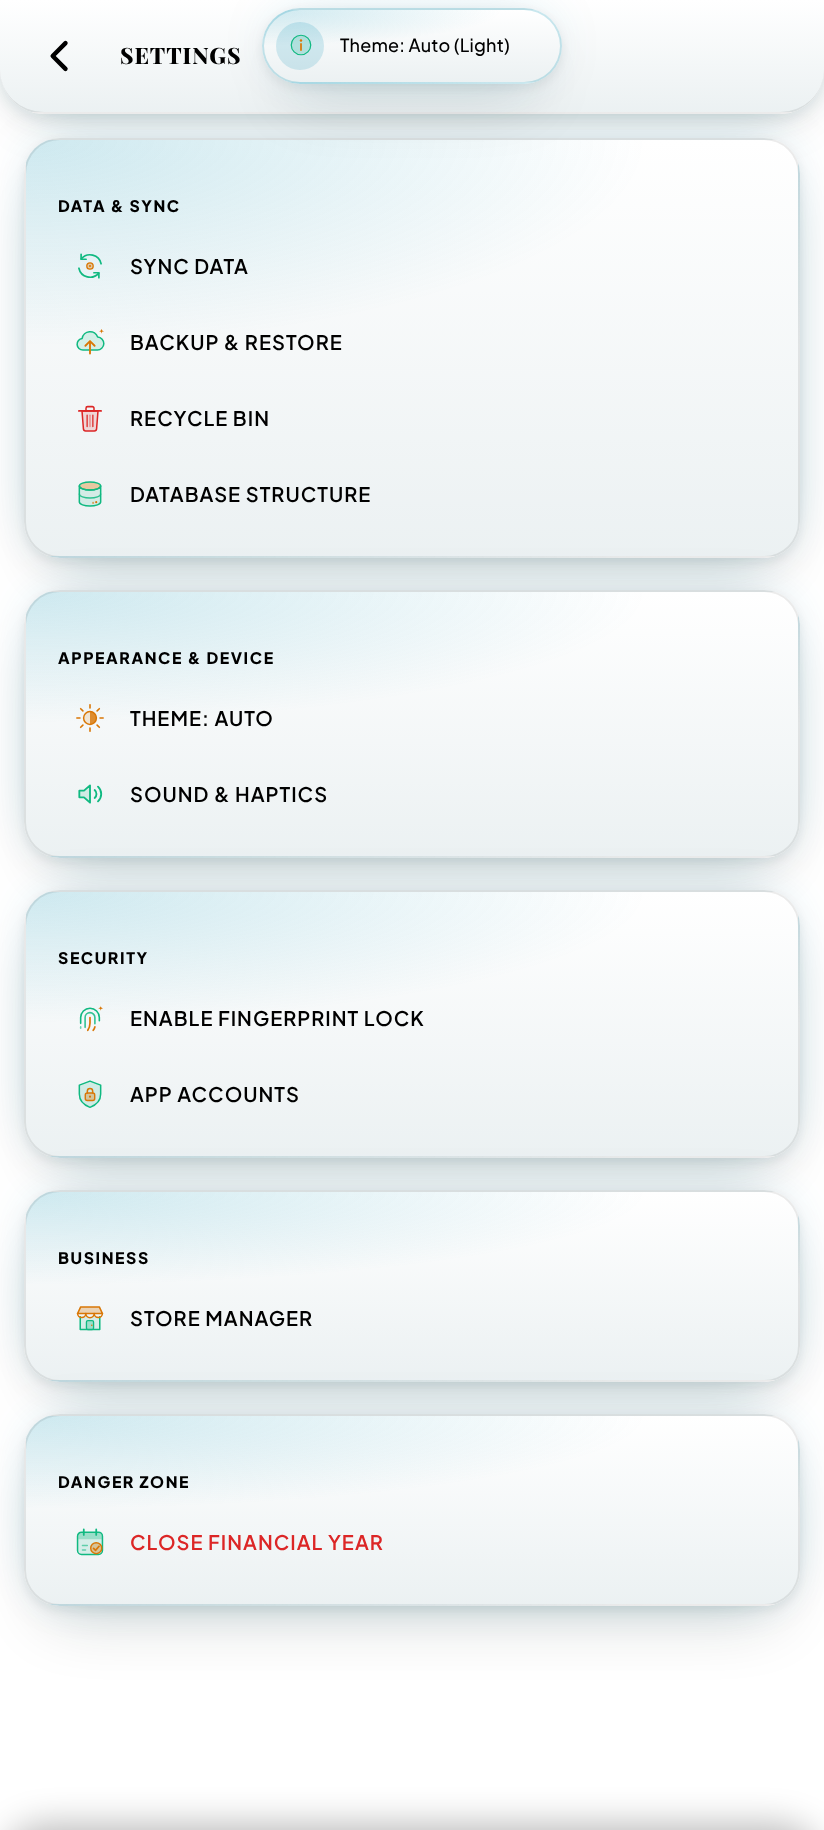 SETTINGS
Theme: Auto (Light)
DATA & SYNC
SYNC DATA
BACKUP & RESTORE
RECYCLE BIN
DATABASE STRUCTURE
APPEARANCE & DEVICE
THEME: AUTO
SOUND & HAPTICS
SECURITY
ENABLE FINGERPRINT LOCK
APP ACCOUNTS
BUSINESS
STORE MANAGER
DANGER ZONE
CLOSE FINANCIAL YEAR